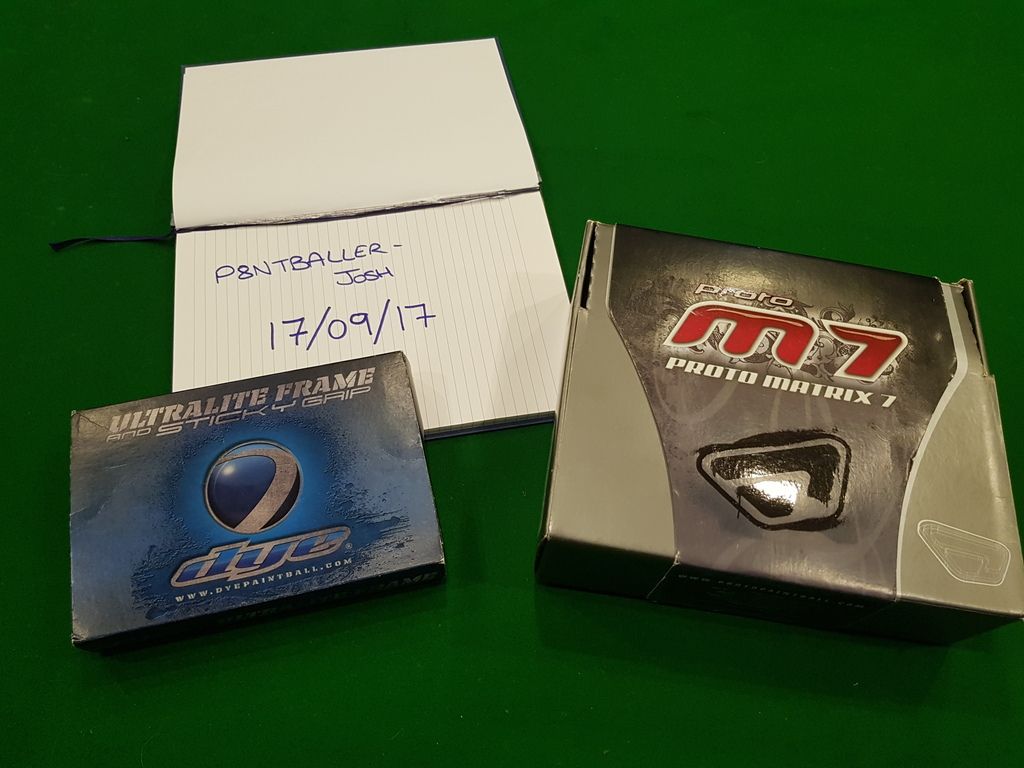 P8NTBALLER -
JOSH
17/09/17
ULTRALITE FRAME
AND STICKY GRIP
dye®
WWW.DYEPAINTBALL.COM
proto
m7
PROTO MATRIX 7